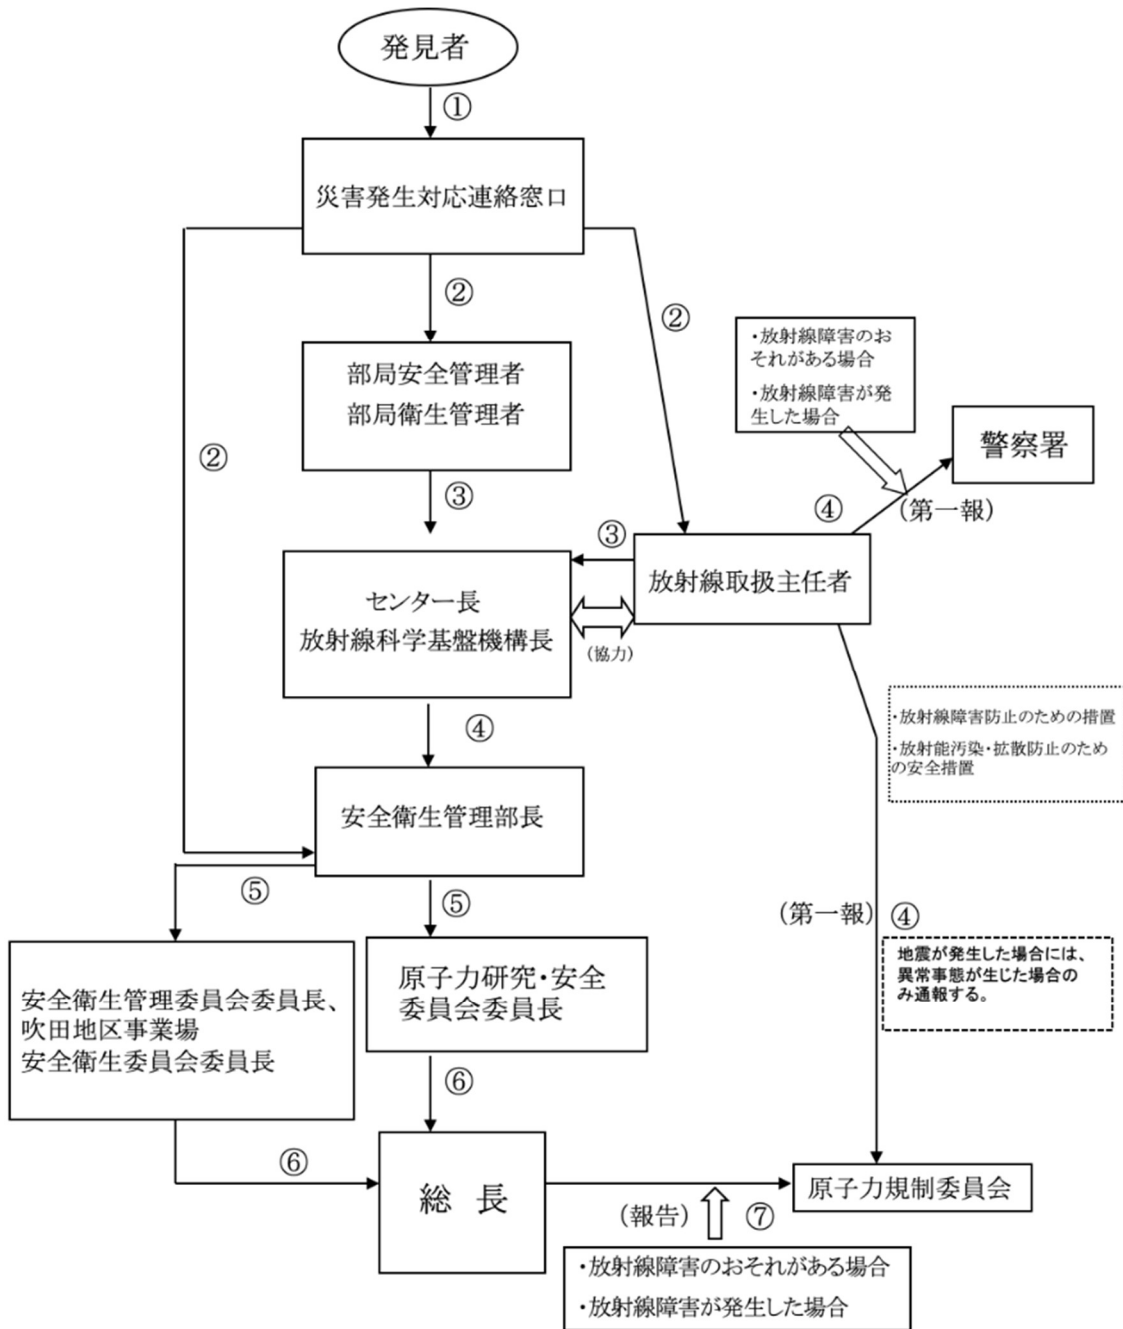 発見者
①
災害発生対応連絡窓口
②
②
②
部局安全管理者
部局衛生管理者
・放射線障害のお
それがある場合
・放射線障害が発
生した場合
警察署
③
④
(第一報)
③
放射線取扱主任者
センター長
放射線科学基盤機構長
(協力)
④
・放射線障害防止のための措置
・放射能汚染・拡散防止のため
の安全措置
安全衛生管理部長
⑤
⑤
(第一報)
④
地震が発生した場合には、
異常事態が生じた場合の
み通報する。
安全衛生管理委員会委員長、
吹田地区事業場
安全衛生委員会委員長
原子力研究・安全
委員会委員長
⑥
⑥
総 長
原子力規制委員会
(報告)
⑦
・放射線障害のおそれがある場合
・放射線障害が発生した場合